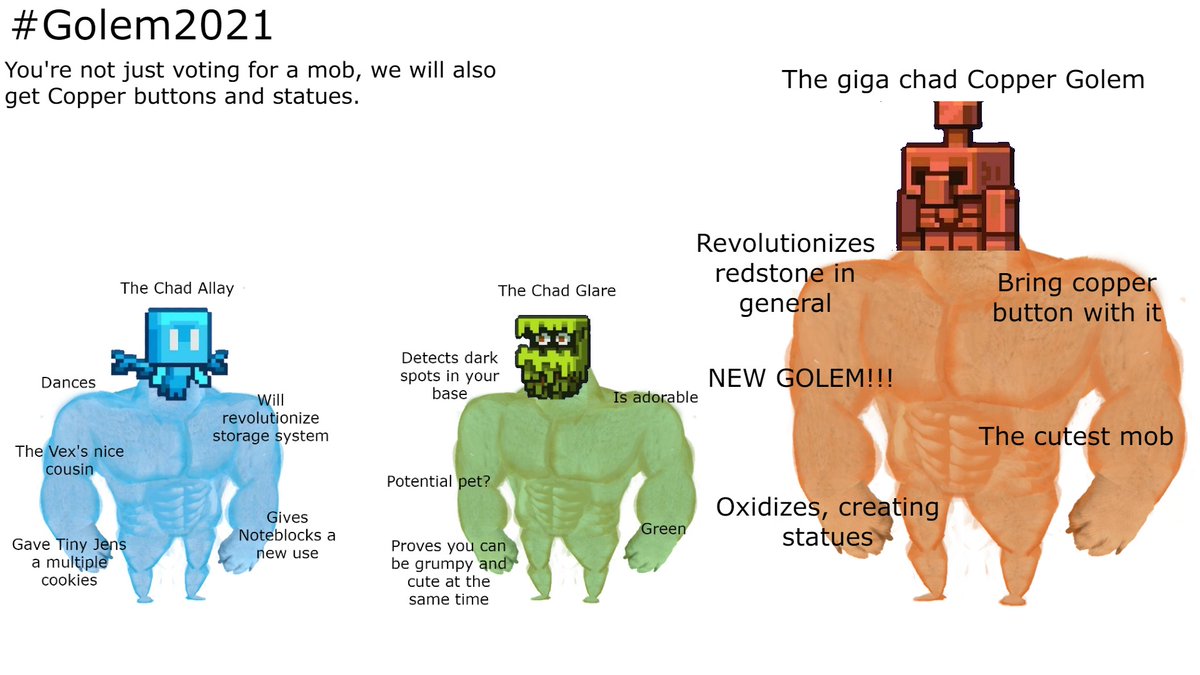 #Golem2021
You're not just voting for a mob, we will also
get Copper buttons and statues.
The Chad Allay
Dances
Will
revolutionize
storage system
The Vex's nice
cousin
Gives
Noteblocks a
new use
Gave Tiny Jens
a multiple
cookies
The Chad Glare
Detects dark
spots in your
base
Is adorable
Potential pet?
Green
Proves you can
be grumpy and
cute at the
same time
The giga chad Copper Golem
Revolutionizes
redstone in
general
Bring copper
button with it
NEW GOLEM!!!
The cutest mob
Oxidizes, creating
statues